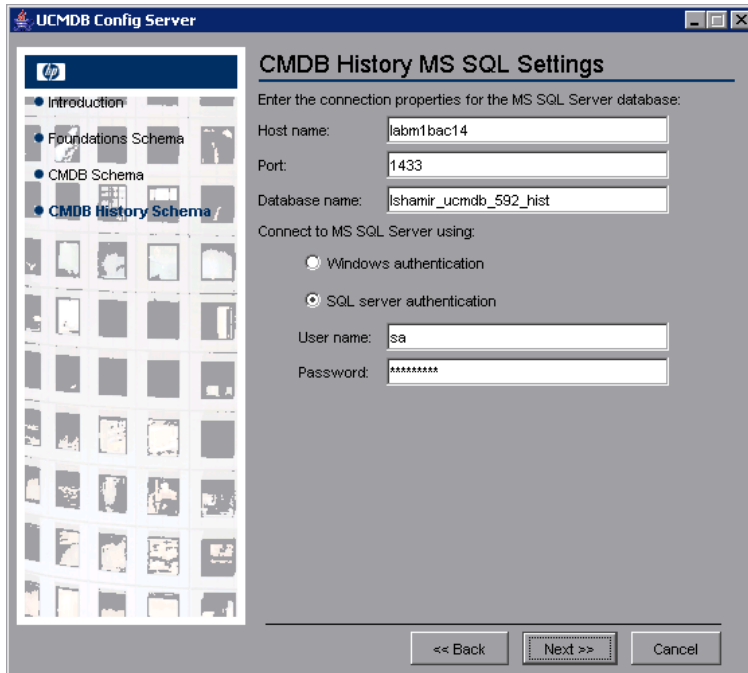 UCMDB Config Server
hp
Introduction
Foundations Schema
CMDB Schema
CMDB History Schema
CMDB History MS SQL Settings
Enter the connection properties for the MS SQL Server database:
Host name: labm1bac14
Port: 1433
Database name: lshamir_ucmdb_592_hist
Connect to MS SQL Server using:
Windows authentication
SQL server authentication
User name: sa
Password: *********
<< Back Next >> Cancel